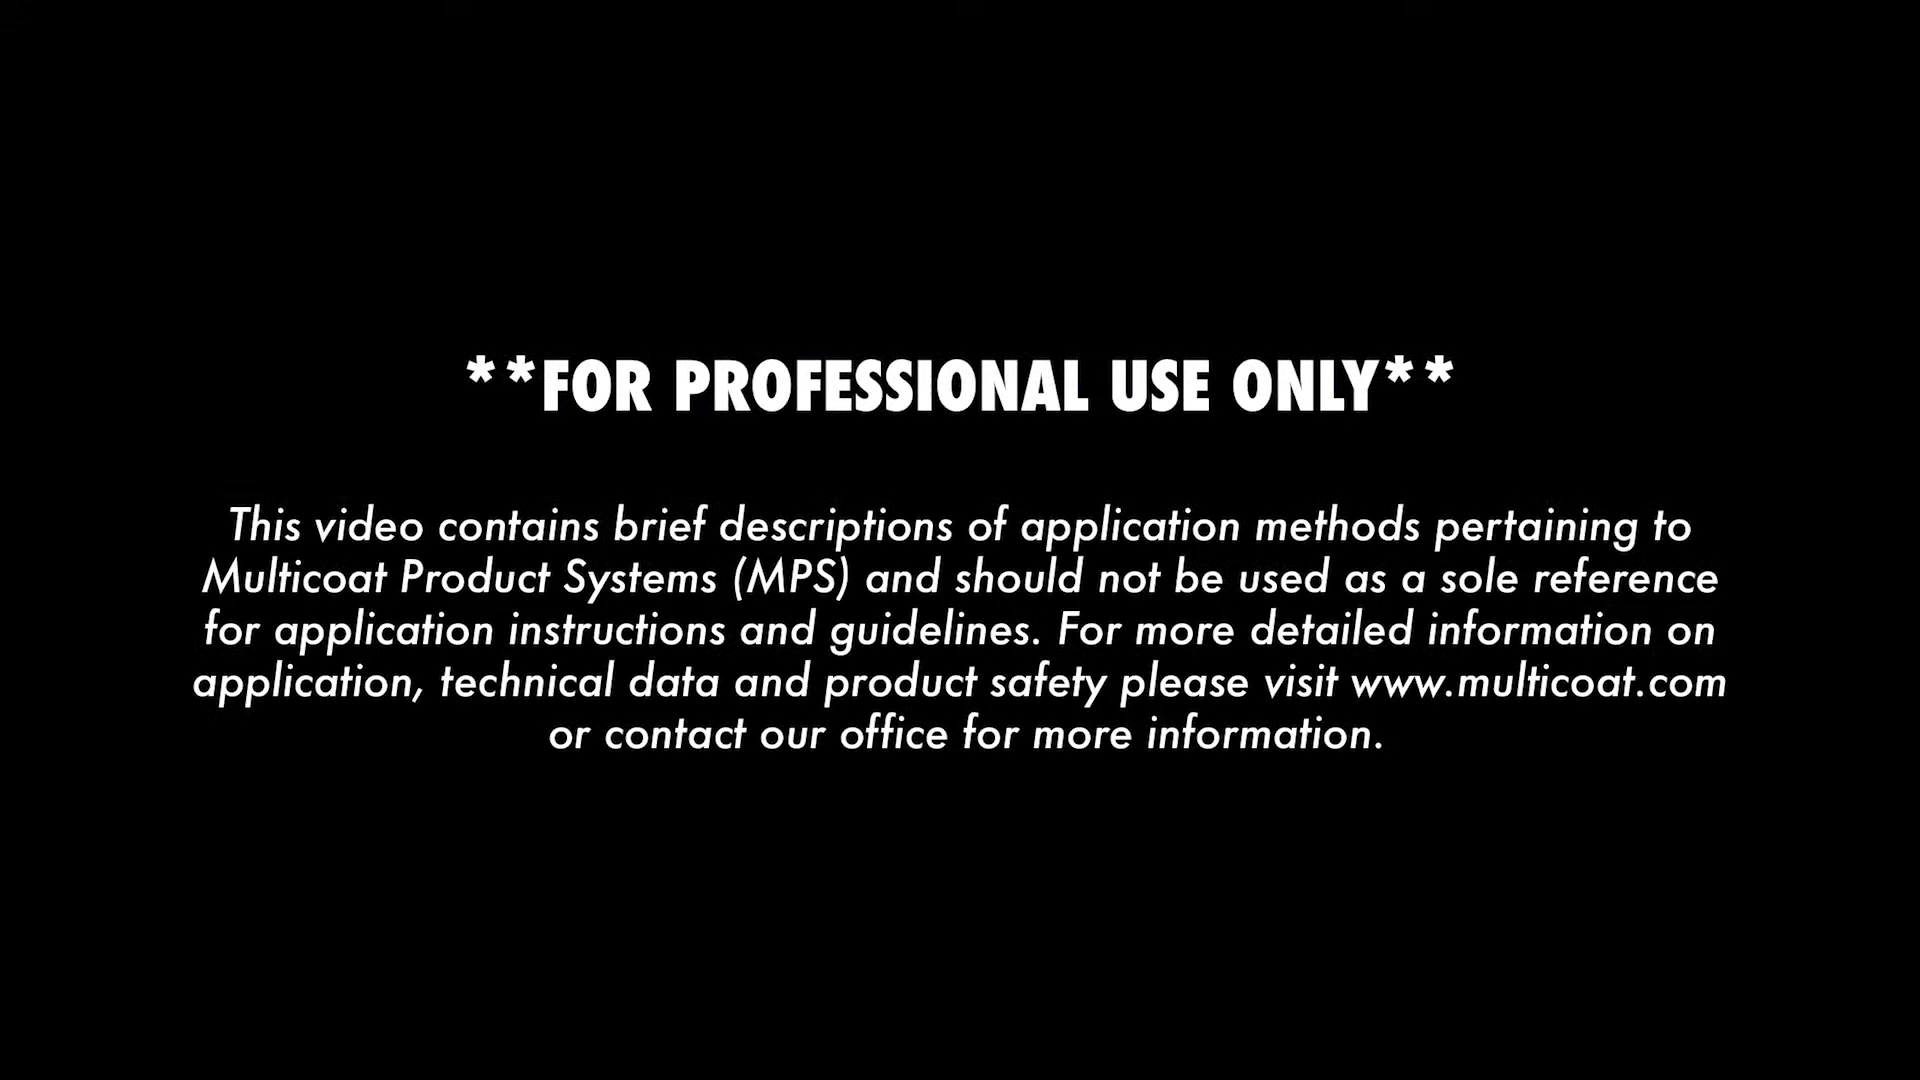 **FOR PROFESSIONAL USE ONLY**
This video contains brief descriptions of application methods pertaining to
Multicoat Product Systems (MPS) and should not be used as a sole reference
for application instructions and guidelines. For more detailed information on
application, technical data and product safety please visit www.multicoat.com
or contact our office for more information.